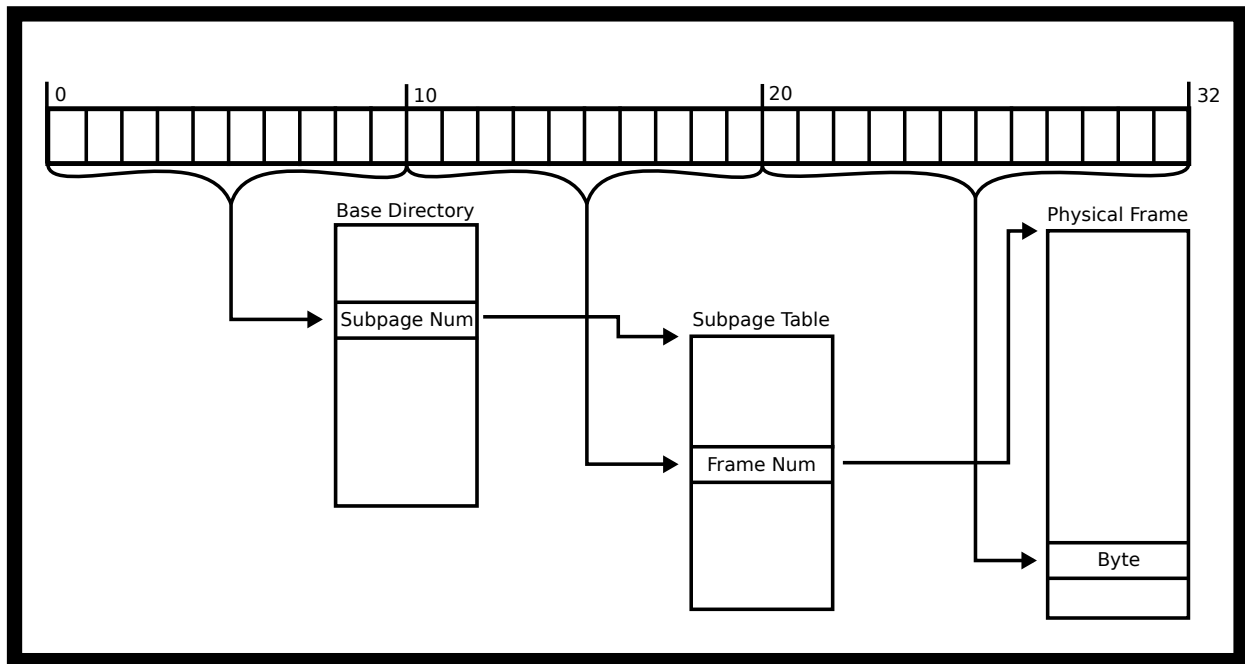 0
10
20
32
Base Directory
Physical Frame
Subpage Num
Subpage Table
Frame Num
Byte